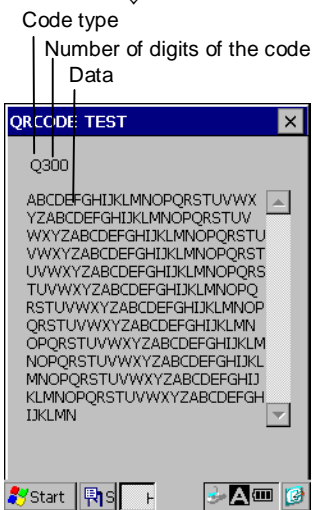 Code type
Number of digits of the code
Data
QRCODE TEST
Q300
ABCDEFGHIJKLMNOPQRSTUVWX
YZABCDEFGHIJKLMNOPQRSTUV
WXYZABCDEFGHIJKLMNOPQRSTU
VWXYZABCDEFGHIJKLMNOPQRST
UVWXYZABCDEFGHIJKLMNOPQRS
TUVWXYZABCDEFGHIJKLMNOPQ
RSTUVWXYZABCDEFGHIJKLMNOP
QRSTUVWXYZABCDEFGHIJKLMN
OPQRSTUVWXYZABCDEFGHIJKLM
NOPQRSTUVWXYZABCDEFGHIJKL
MNOPQRSTUVWXYZABCDEFGHIJ
KLMNOPQRSTUVWXYZABCDEFGH
IJKLMN
Start S H A